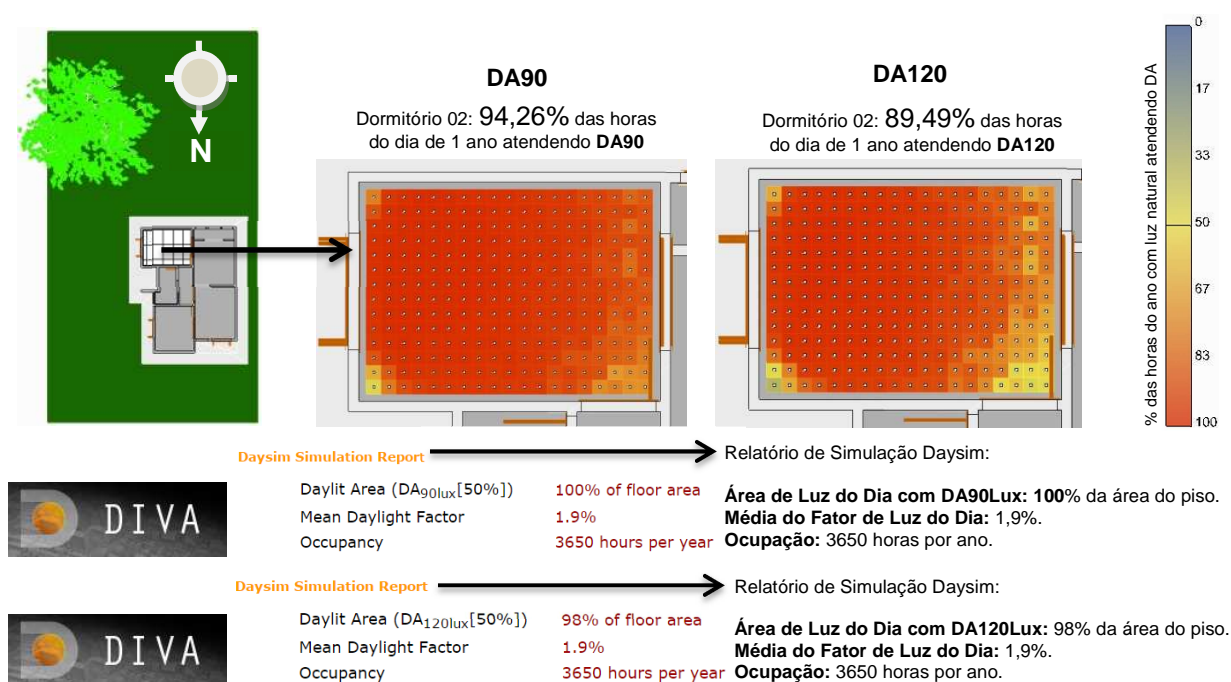 N
DA90
Dormitório 02: 94,26% das horas
do dia de 1 ano atendendo DA90
DA120
Dormitório 02: 89,49% das horas
do dia de 1 ano atendendo DA120
% das horas do ano com luz natural atendendo DA
0
17
33
50
67
83
100
Daysim Simulation Report
Relatório de Simulação Daysim:
DIVA
Daylit Area (DA90lux[50%]) 100% of floor area
Mean Daylight Factor 1.9%
Occupancy 3650 hours per year
Área de Luz do Dia com DA90Lux: 100% da área do piso.
Média do Fator de Luz do Dia: 1,9%.
Ocupação: 3650 horas por ano.
Daysim Simulation Report
Relatório de Simulação Daysim:
DIVA
Daylit Area (DA120lux[50%]) 98% of floor area
Mean Daylight Factor 1.9%
Occupancy 3650 hours per year
Área de Luz do Dia com DA120Lux: 98% da área do piso.
Média do Fator de Luz do Dia: 1,9%.
Ocupação: 3650 horas por ano.